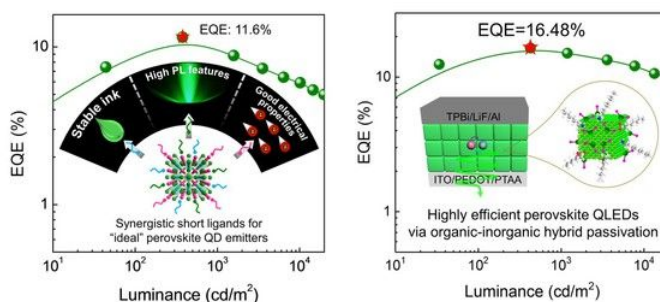 EQE: 11.6%
10
High PL features
Stable ink
Good electrical
properties
EQE (%)
1
Synergistic short ligands for
"ideal" perovskite QD emitters
10¹ 10² 10³ 10⁴
Luminance (cd/m²)
EQE=16.48%
10
TPBi/LiF/Al
EQE (%)
ITO/PEDOT/PTAA
1
Highly efficient perovskite QLEDs
via organic-inorganic hybrid passivation
10¹ 10² 10³ 10⁴
Luminance (cd/m²)